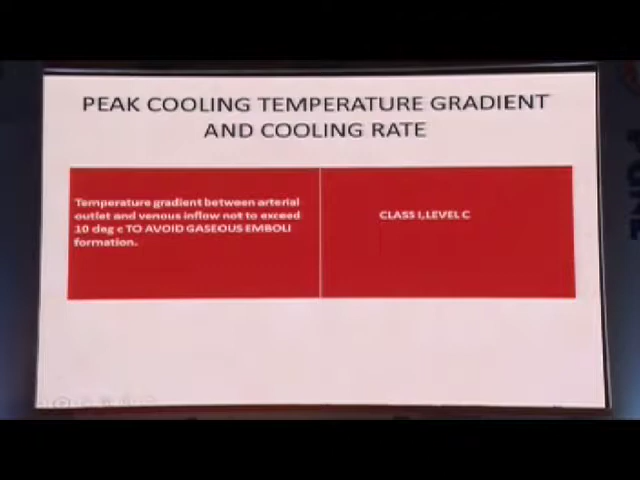 PEAK COOLING TEMPERATURE GRADIENT
AND COOLING RATE
Temperature gradient between arterial
outlet and venous inflow not to exceed
10 deg c TO AVOID GASEOUS EMBOLI
formation.
CLASS I,LEVEL C